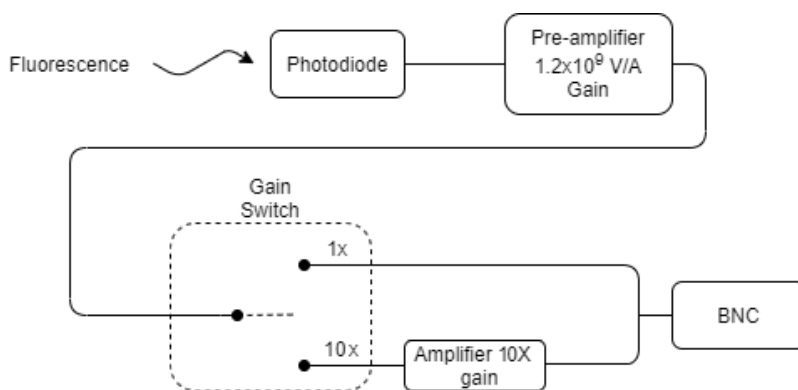 Fluorescence
Photodiode
Pre-amplifier
1.2x10⁹ V/A
Gain
Gain
Switch
1x
10x
Amplifier 10X
gain
BNC